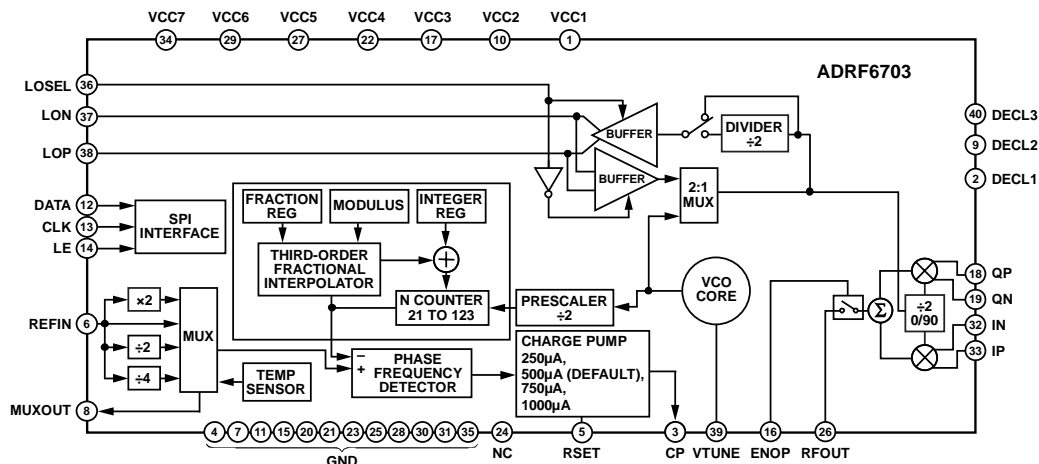 VCC7 VCC6 VCC5 VCC4 VCC3 VCC2 VCC1
34 29 27 22 17 10 1
ADRF6703
LOSEL 36
LON 37
LOP 38
BUFFER
DIVIDER
÷2
40 DECL3
9 DECL2
2 DECL1
BUFFER
2:1
MUX
DATA 12
CLK 13
LE 14
SPI
INTERFACE
FRACTION
REG
MODULUS
INTEGER
REG
THIRD-ORDER
FRACTIONAL
INTERPOLATOR
+
N COUNTER
21 TO 123
PRESCALER
÷2
VCO
CORE
18 QP
19 QN
32 IN
33 IP
Σ
÷2
0/90
REFIN 6
×2
÷2
÷4
MUX
TEMP
SENSOR
–
+
PHASE
FREQUENCY
DETECTOR
CHARGE PUMP
250µA,
500µA (DEFAULT),
750µA,
1000µA
MUXOUT 8
4 7 11 15 20 21 23 25 28 30 31 35 24 5 3 39 16 26
GND NC RSET CP VTUNE ENOP RFOUT